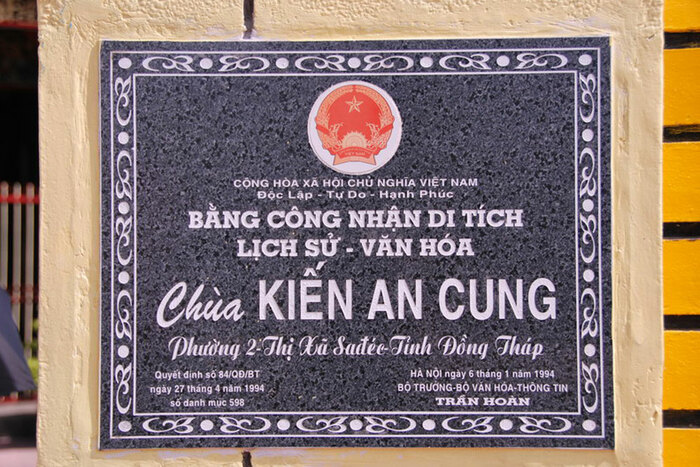 VIỆT NAM
CỘNG HÒA XÃ HỘI CHỦ NGHĨA VIỆT NAM
Độc Lập - Tự Do - Hạnh Phúc
BẰNG CÔNG NHẬN DI TÍCH
LỊCH SỬ - VĂN HÓA
Chùa KIẾN AN CUNG
Phường 2-Thị Xã Sađéc-Tỉnh Đồng Tháp
Quyết định số 84/QĐ/BT
ngày 27 tháng 4 năm 1994
số danh mục 598
HÀ NỘI ngày 6 tháng 1 năm 1994
BỘ TRƯỞNG-BỘ VĂN HÓA-THÔNG TIN
TRẦN HOÀN